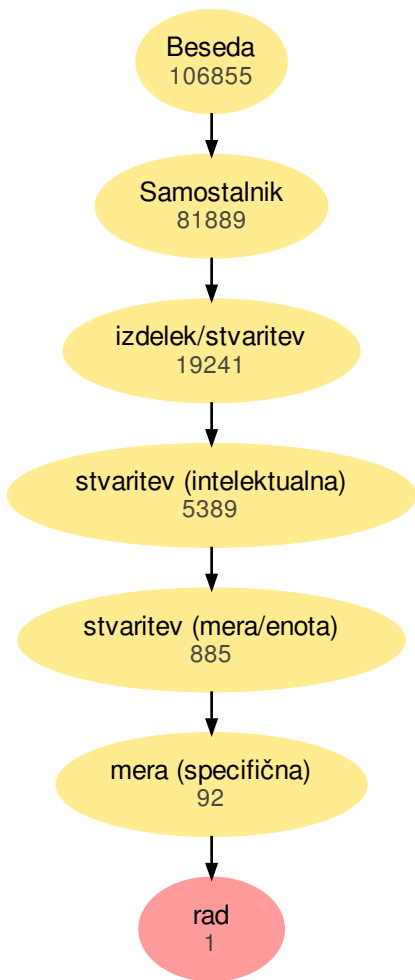 Beseda
106855
Samostalnik
81889
izdelek/stvaritev
19241
stvaritev (intelektualna)
5389
stvaritev (mera/enota)
885
mera (specifična)
92
rad
1